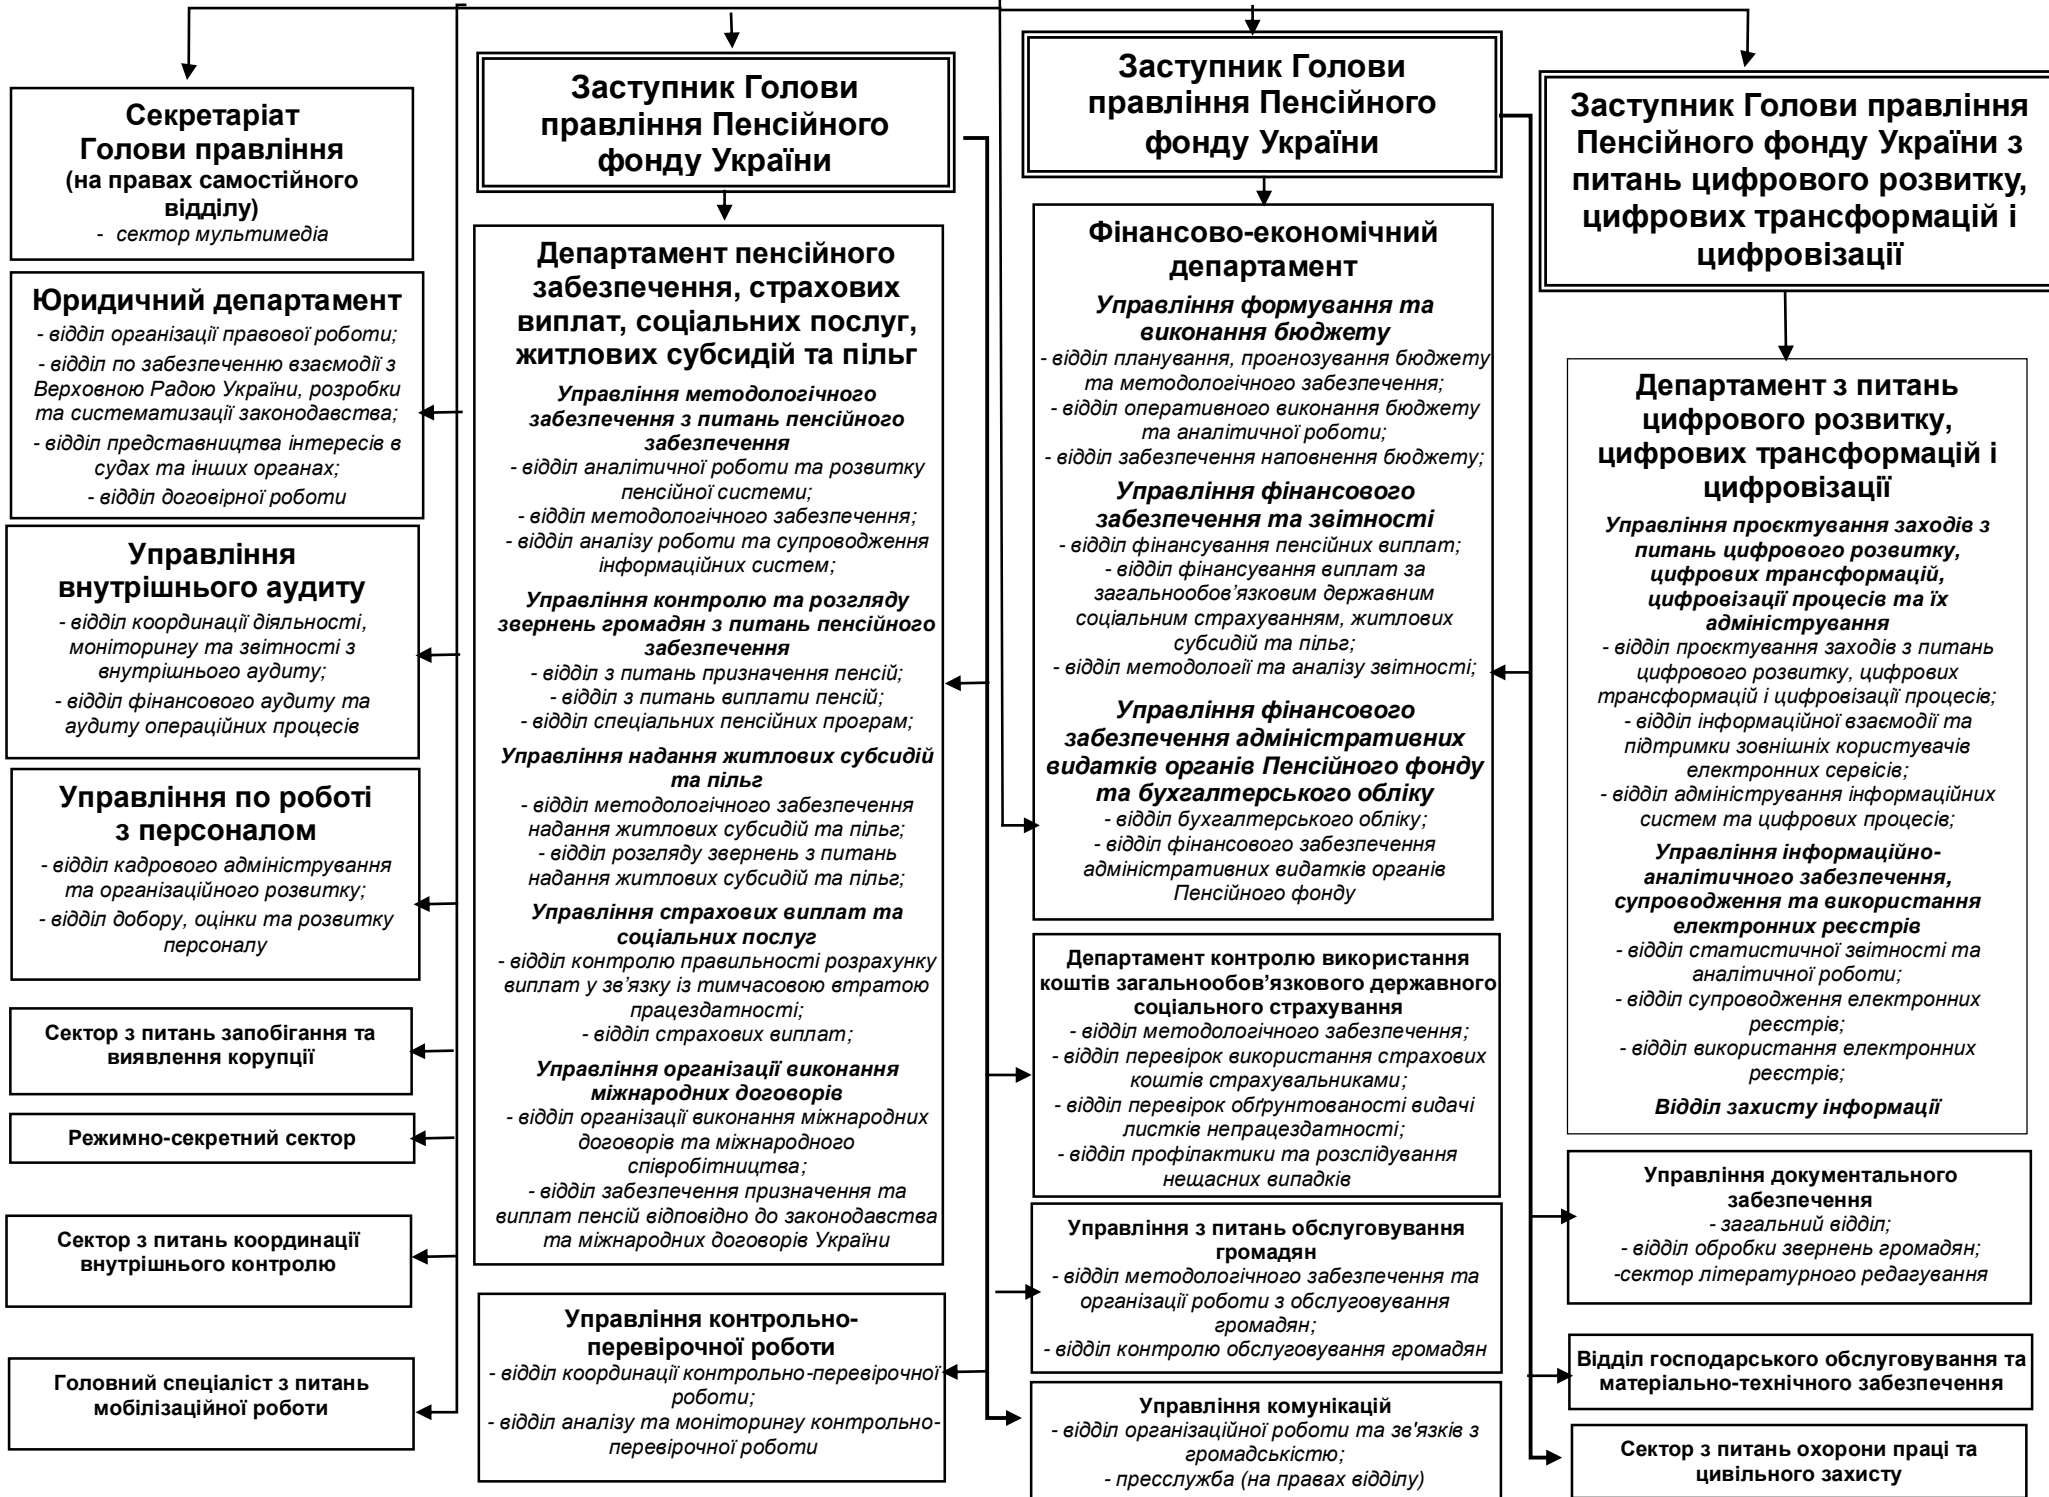 Секретаріат
Голови правління
(на правах самостійного
відділу)
- сектор мультимедіа
Юридичний департамент
- відділ організації правової роботи;
- відділ по забезпеченню взаємодії з
Верховною Радою України, розробки
та систематизації законодавства;
- відділ представництва інтересів в
судах та інших органах;
- відділ договірної роботи
Управління
внутрішнього аудиту
- відділ координації діяльності,
моніторингу та звітності з
внутрішнього аудиту;
- відділ фінансового аудиту та
аудиту операційних процесів
Управління по роботі
з персоналом
- відділ кадрового адміністрування
та організаційного розвитку;
- відділ добору, оцінки та розвитку
персоналу
Сектор з питань запобігання та
виявлення корупції
Режимно-секретний сектор
Сектор з питань координації
внутрішнього контролю
Головний спеціаліст з питань
мобілізаційної роботи
Заступник Голови
правління Пенсійного
фонду України
Департамент пенсійного
забезпечення, страхових
виплат, соціальних послуг,
житлових субсидій та пільг
Управління методологічного
забезпечення з питань пенсійного
забезпечення
- відділ аналітичної роботи та розвитку
пенсійної системи;
- відділ методологічного забезпечення;
- відділ аналізу роботи та супроводження
інформаційних систем;
Управління контролю та розгляду
звернень громадян з питань пенсійного
забезпечення
- відділ з питань призначення пенсій;
- відділ з питань виплати пенсій;
- відділ спеціальних пенсійних програм;
Управління надання житлових субсидій
та пільг
- відділ методологічного забезпечення
надання житлових субсидій та пільг;
- відділ розгляду звернень з питань
надання житлових субсидій та пільг;
Управління страхових виплат та
соціальних послуг
- відділ контролю правильності розрахунку
виплат у зв’язку із тимчасовою втратою
працездатності;
- відділ страхових виплат;
Управління організації виконання
міжнародних договорів
- відділ організації виконання міжнародних
договорів та міжнародного
співробітництва;
- відділ забезпечення призначення та
виплат пенсій відповідно до законодавства
та міжнародних договорів України
Управління контрольно-
перевірочної роботи
- відділ координації контрольно-перевірочної
роботи;
- відділ аналізу та моніторингу контрольно-
перевірочної роботи
Заступник Голови
правління Пенсійного
фонду України
Фінансово-економічний
департамент
Управління формування та
виконання бюджету
- відділ планування, прогнозування бюджету
та методологічного забезпечення;
- відділ оперативного виконання бюджету
та аналітичної роботи;
- відділ забезпечення наповнення бюджету;
Управління фінансового
забезпечення та звітності
- відділ фінансування пенсійних виплат;
- відділ фінансування виплат за
загальнообов’язковим державним
соціальним страхуванням, житлових
субсидій та пільг;
- відділ методології та аналізу звітності;
Управління фінансового
забезпечення адміністративних
видатків органів Пенсійного фонду
та бухгалтерського обліку
- відділ бухгалтерського обліку;
- відділ фінансового забезпечення
адміністративних видатків органів
Пенсійного фонду
Департамент контролю використання
коштів загальнообов’язкового державного
соціального страхування
- відділ методологічного забезпечення;
- відділ перевірок використання страхових
коштів страхувальниками;
- відділ перевірок обґрунтованості видачі
листків непрацездатності;
- відділ профілактики та розслідування
нещасних випадків
Управління з питань обслуговування
громадян
- відділ методологічного забезпечення та
організації роботи з обслуговування
громадян;
- відділ контролю обслуговування громадян
Управління комунікацій
- відділ організаційної роботи та зв'язків з
громадськістю;
- пресслужба (на правах відділу)
Заступник Голови правління
Пенсійного фонду України з
питань цифрового розвитку,
цифрових трансформацій і
цифровізації
Департамент з питань
цифрового розвитку,
цифрових трансформацій і
цифровізації
Управління проєктування заходів з
питань цифрового розвитку,
цифрових трансформацій,
цифровізації процесів та їх
адміністрування
- відділ проєктування заходів з питань
цифрового розвитку, цифрових
трансформацій і цифровізації процесів;
- відділ інформаційної взаємодії та
підтримки зовнішніх користувачів
електронних сервісів;
- відділ адміністрування інформаційних
систем та цифрових процесів;
Управління інформаційно-
аналітичного забезпечення,
супроводження та використання
електронних реєстрів
- відділ статистичної звітності та
аналітичної роботи;
- відділ супроводження електронних
реєстрів;
- відділ використання електронних
реєстрів;
Відділ захисту інформації
Управління документального
забезпечення
- загальний відділ;
- відділ обробки звернень громадян;
-сектор літературного редагування
Відділ господарського обслуговування та
матеріально-технічного забезпечення
Сектор з питань охорони праці та
цивільного захисту